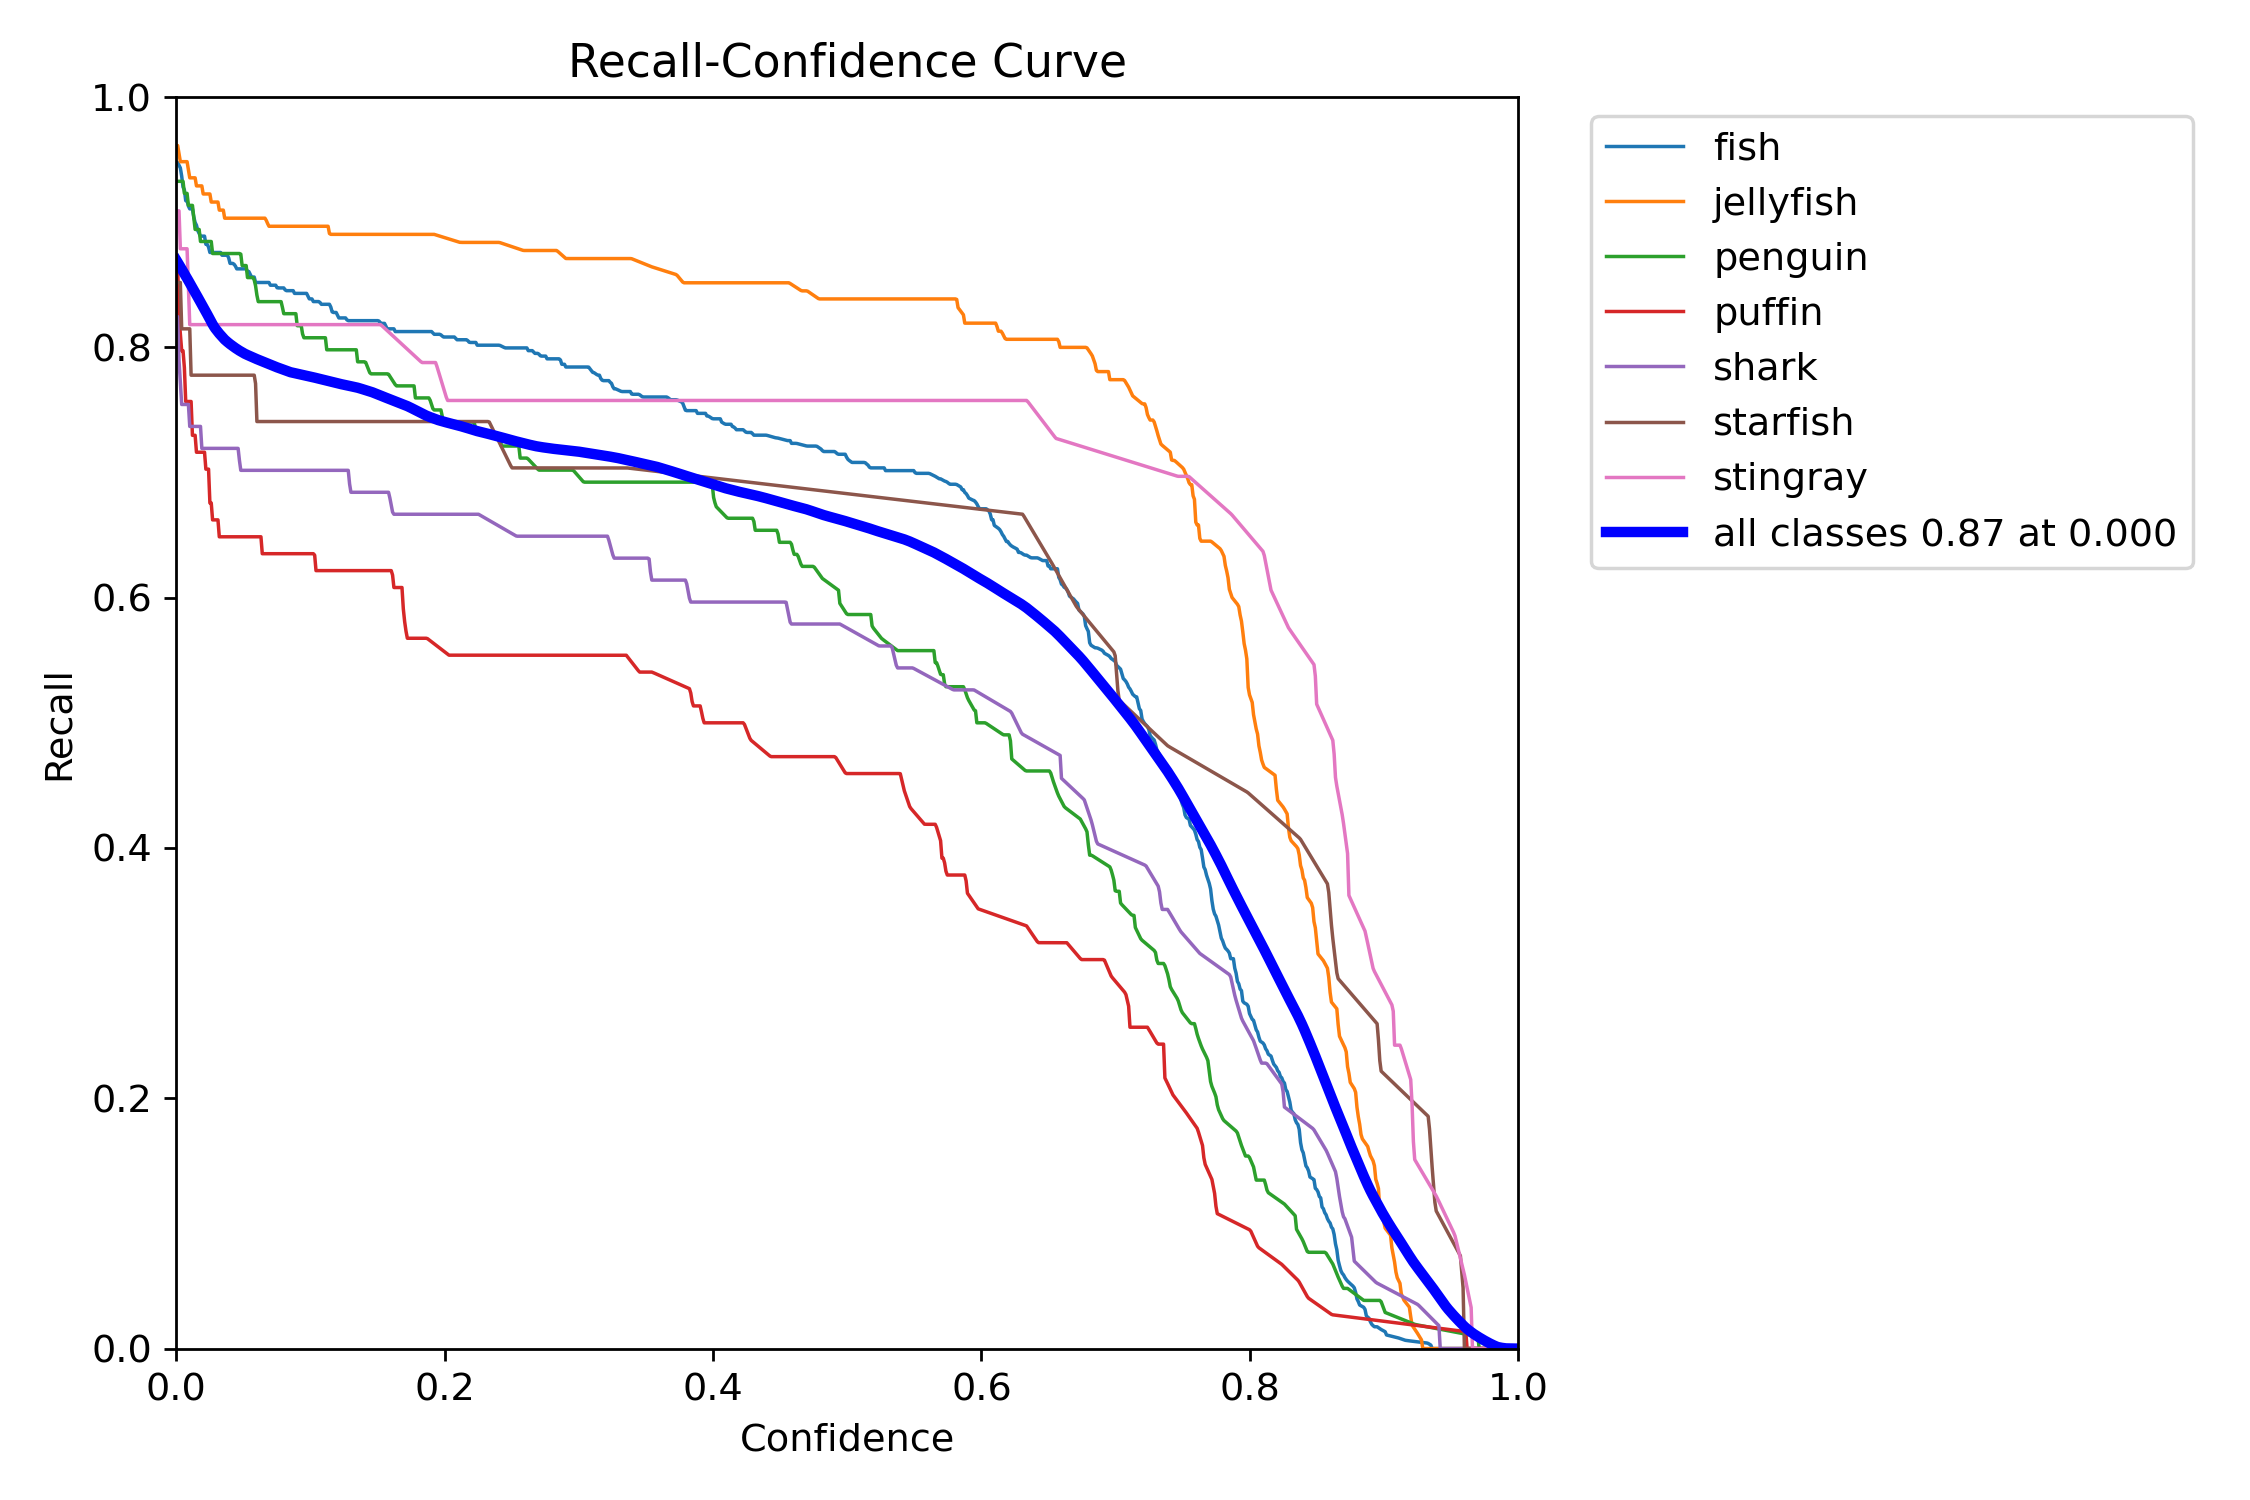 Recall-Confidence Curve
1.0
0.8
0.6
0.4
0.2
0.0
Recall
0.0 0.2 0.4 0.6 0.8 1.0
Confidence
fish
jellyfish
penguin
puffin
shark
starfish
stingray
all classes 0.87 at 0.000